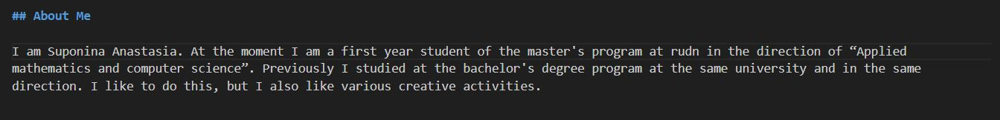 ## About Me
I am Suponina Anastasia. At the moment I am a first year student of the master's program at rudn in the direction of “Applied
mathematics and computer science”. Previously I studied at the bachelor's degree program at the same university and in the same
direction. I like to do this, but I also like various creative activities.